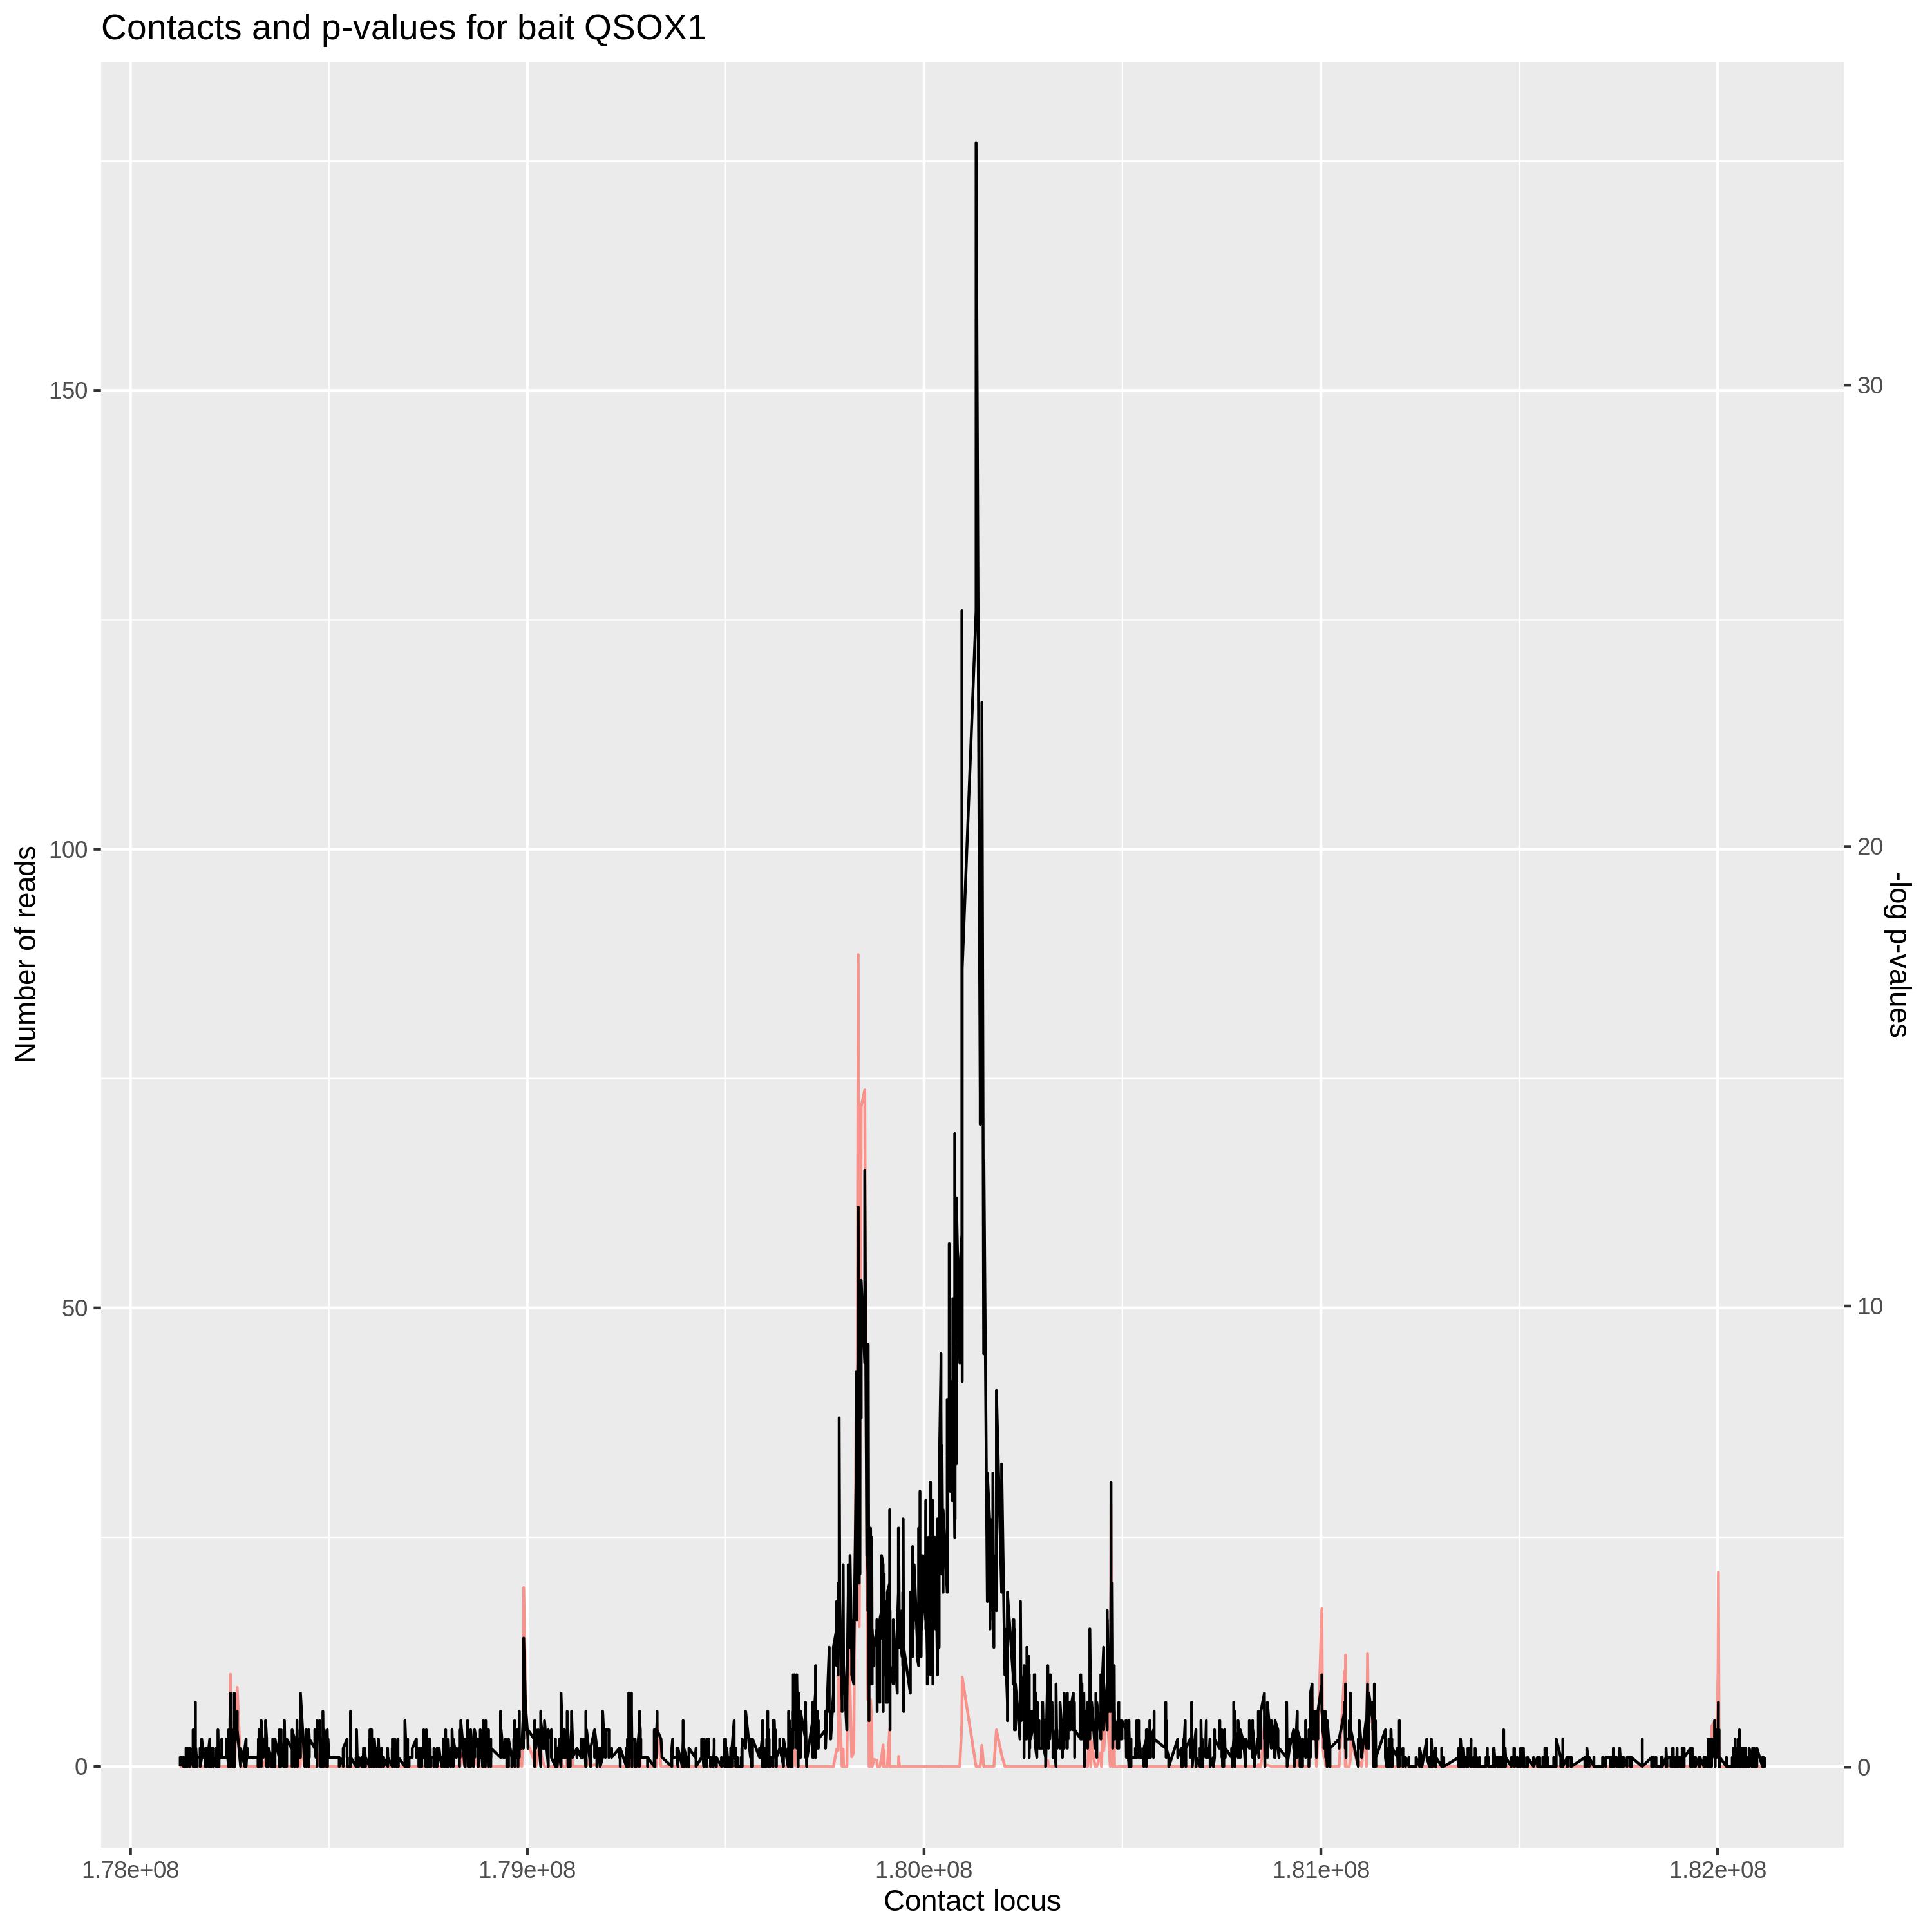 Contacts and p-values for bait QSOX1
Number of reads
150
100
50
0
30
20
10
0
-log p-values
1.78e+08
1.79e+08
1.80e+08
1.81e+08
1.82e+08
Contact locus